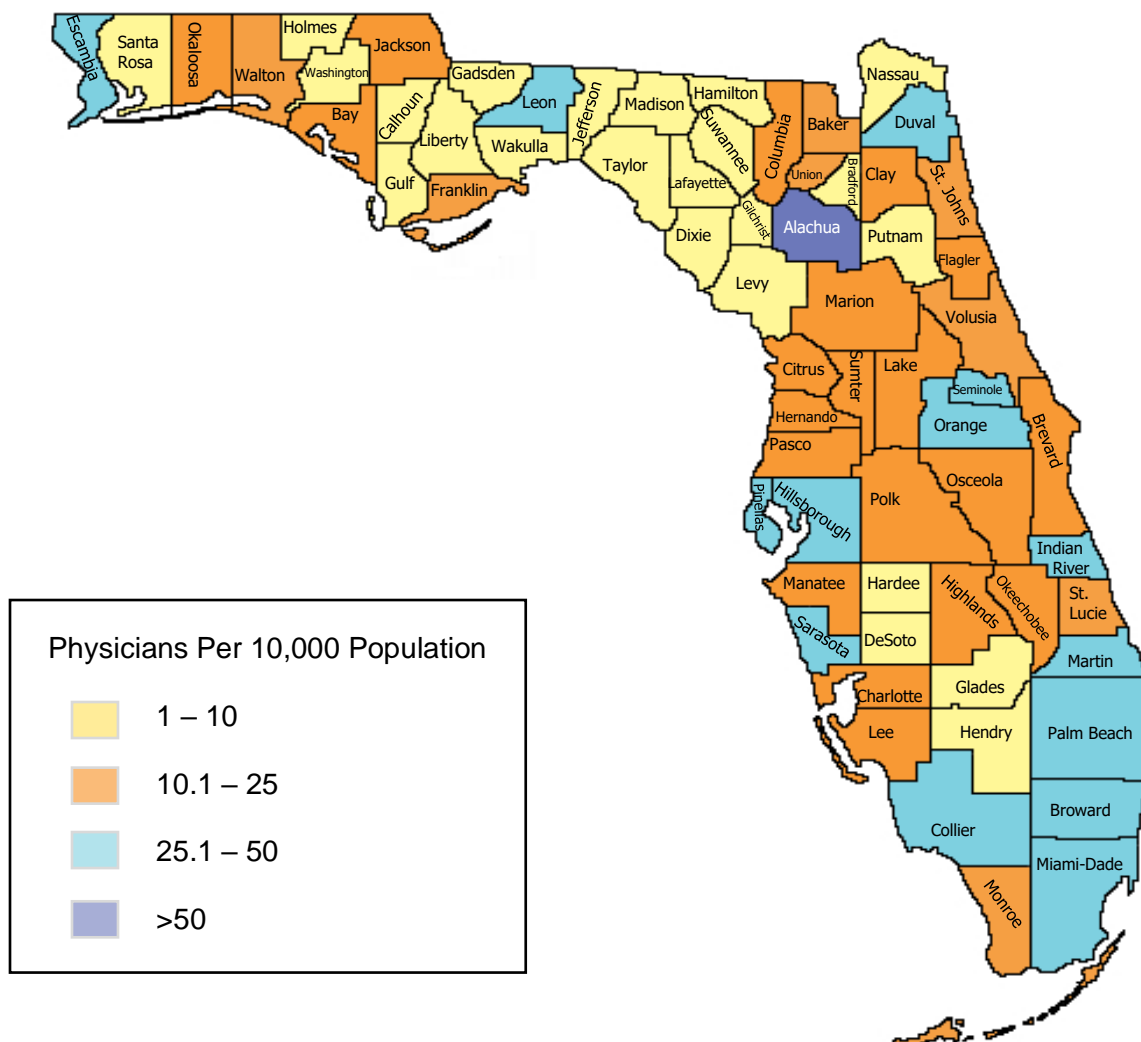 Escambia
Santa
Rosa
Okaloosa
Walton
Holmes
Washington
Jackson
Bay
Calhoun
Gulf
Liberty
Gadsden
Franklin
Leon
Wakulla
Jefferson
Madison
Taylor
Hamilton
Suwannee
Lafayette
Dixie
Columbia
Gilchrist
Levy
Baker
Union
Bradford
Alachua
Nassau
Duval
Clay
St. Johns
Putnam
Flagler
Marion
Volusia
Citrus
Sumter
Lake
Seminole
Orange
Brevard
Hernando
Pasco
Pinellas
Hillsborough
Polk
Osceola
Indian
River
Manatee
Hardee
Highlands
Okeechobee
St.
Lucie
Sarasota
DeSoto
Martin
Charlotte
Glades
Lee
Hendry
Palm Beach
Collier
Broward
Miami-Dade
Monroe
Physicians Per 10,000 Population
1 – 10
10.1 – 25
25.1 – 50
>50